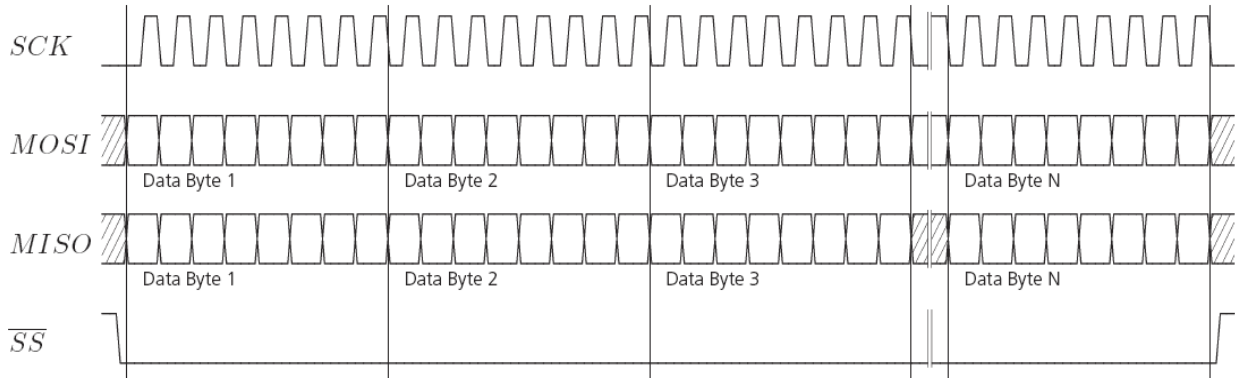 SCK
MOSI
Data Byte 1 Data Byte 2 Data Byte 3 Data Byte N
MISO
Data Byte 1 Data Byte 2 Data Byte 3 Data Byte N
S̅S̅